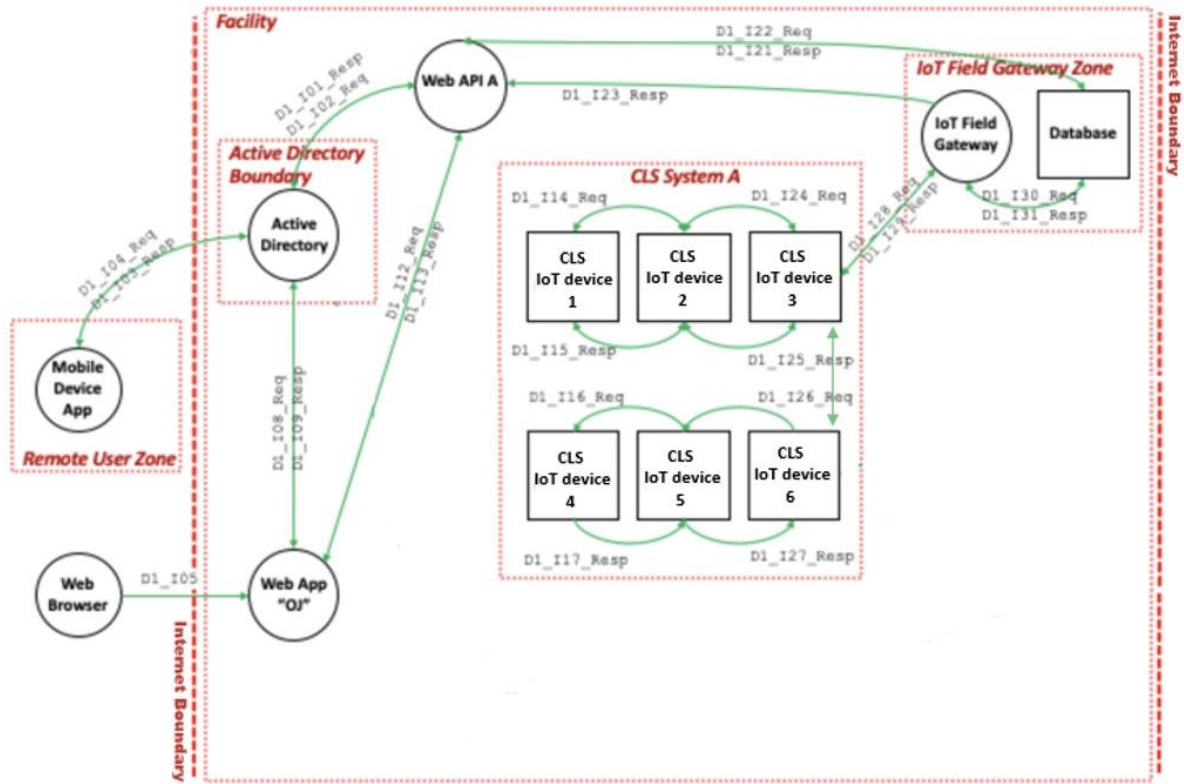 Facility
D1_I22_Req
D1_I21_Resp
Internet Boundary
Web API A
IoT Field Gateway Zone
D1_I01_Resp
D1_I02_Req
D1_I23_Resp
IoT Field
Gateway
Database
Active Directory
Boundary
CLS System A
D1_I14_Req
D1_I24_Req
D1_I30_Req
D1_I31_Resp
D1_I28_Req
Active
Directory
D1_I04_Req
D1_I12_Req
D1_I13_Resp
CLS
IoT device
1
CLS
IoT device
2
CLS
IoT device
3
D1_I15_Resp
D1_I25_Resp
Mobile
Device
App
Remote User Zone
D1_I08_Req
D1_I09_Resp
D1_I16_Req
D1_I26_Req
CLS
IoT device
4
CLS
IoT device
5
CLS
IoT device
6
D1_I17_Resp
D1_I27_Resp
Web
Browser
D1_I05
Web App
“OJ”
Internet Boundary